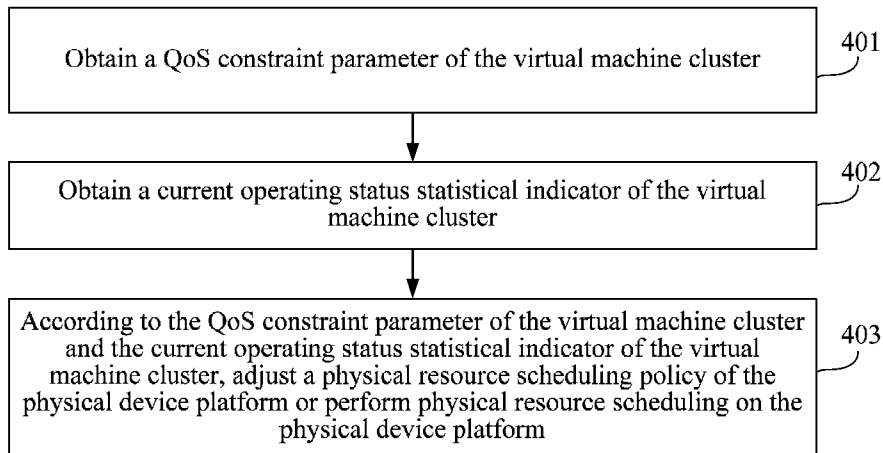 Obtain a QoS constraint parameter of the virtual machine cluster
401
Obtain a current operating status statistical indicator of the virtual
machine cluster
402
According to the QoS constraint parameter of the virtual machine cluster
and the current operating status statistical indicator of the virtual
machine cluster, adjust a physical resource scheduling policy of the
physical device platform or perform physical resource scheduling on the
physical device platform
403